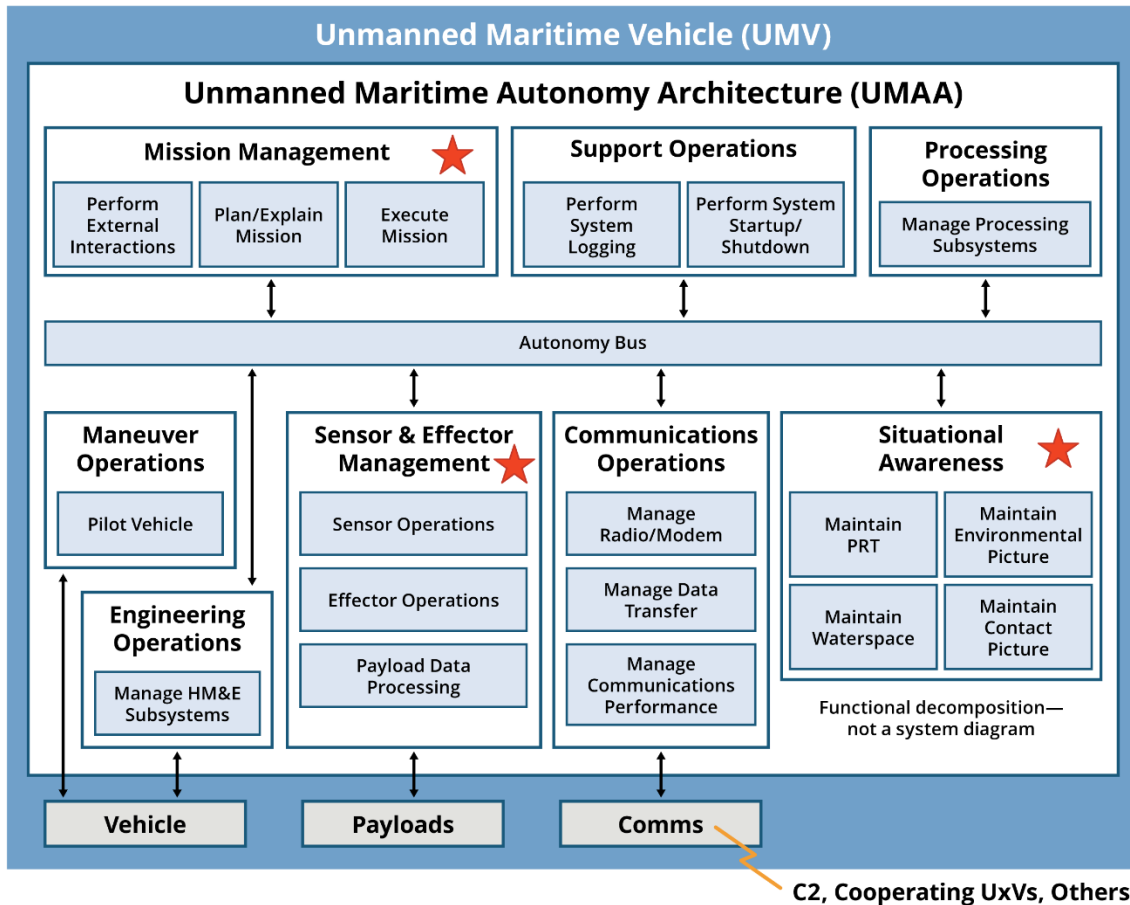 Unmanned Maritime Vehicle (UMV)
Unmanned Maritime Autonomy Architecture (UMAA)
Mission Management
Perform
External
Interactions
Plan/Explain
Mission
Execute
Mission
Support Operations
Perform
System
Logging
Perform System
Startup/
Shutdown
Processing
Operations
Manage Processing
Subsystems
Autonomy Bus
Maneuver
Operations
Pilot Vehicle
Engineering
Operations
Manage HM&E
Subsystems
Sensor & Effector
Management
Sensor Operations
Effector Operations
Payload Data
Processing
Communications
Operations
Manage
Radio/Modem
Manage Data
Transfer
Manage
Communications
Performance
Situational
Awareness
Maintain
PRT
Maintain
Environmental
Picture
Maintain
Waterspace
Maintain
Contact
Picture
Functional decomposition—
not a system diagram
Vehicle
Payloads
Comms
C2, Cooperating UxVs, Others